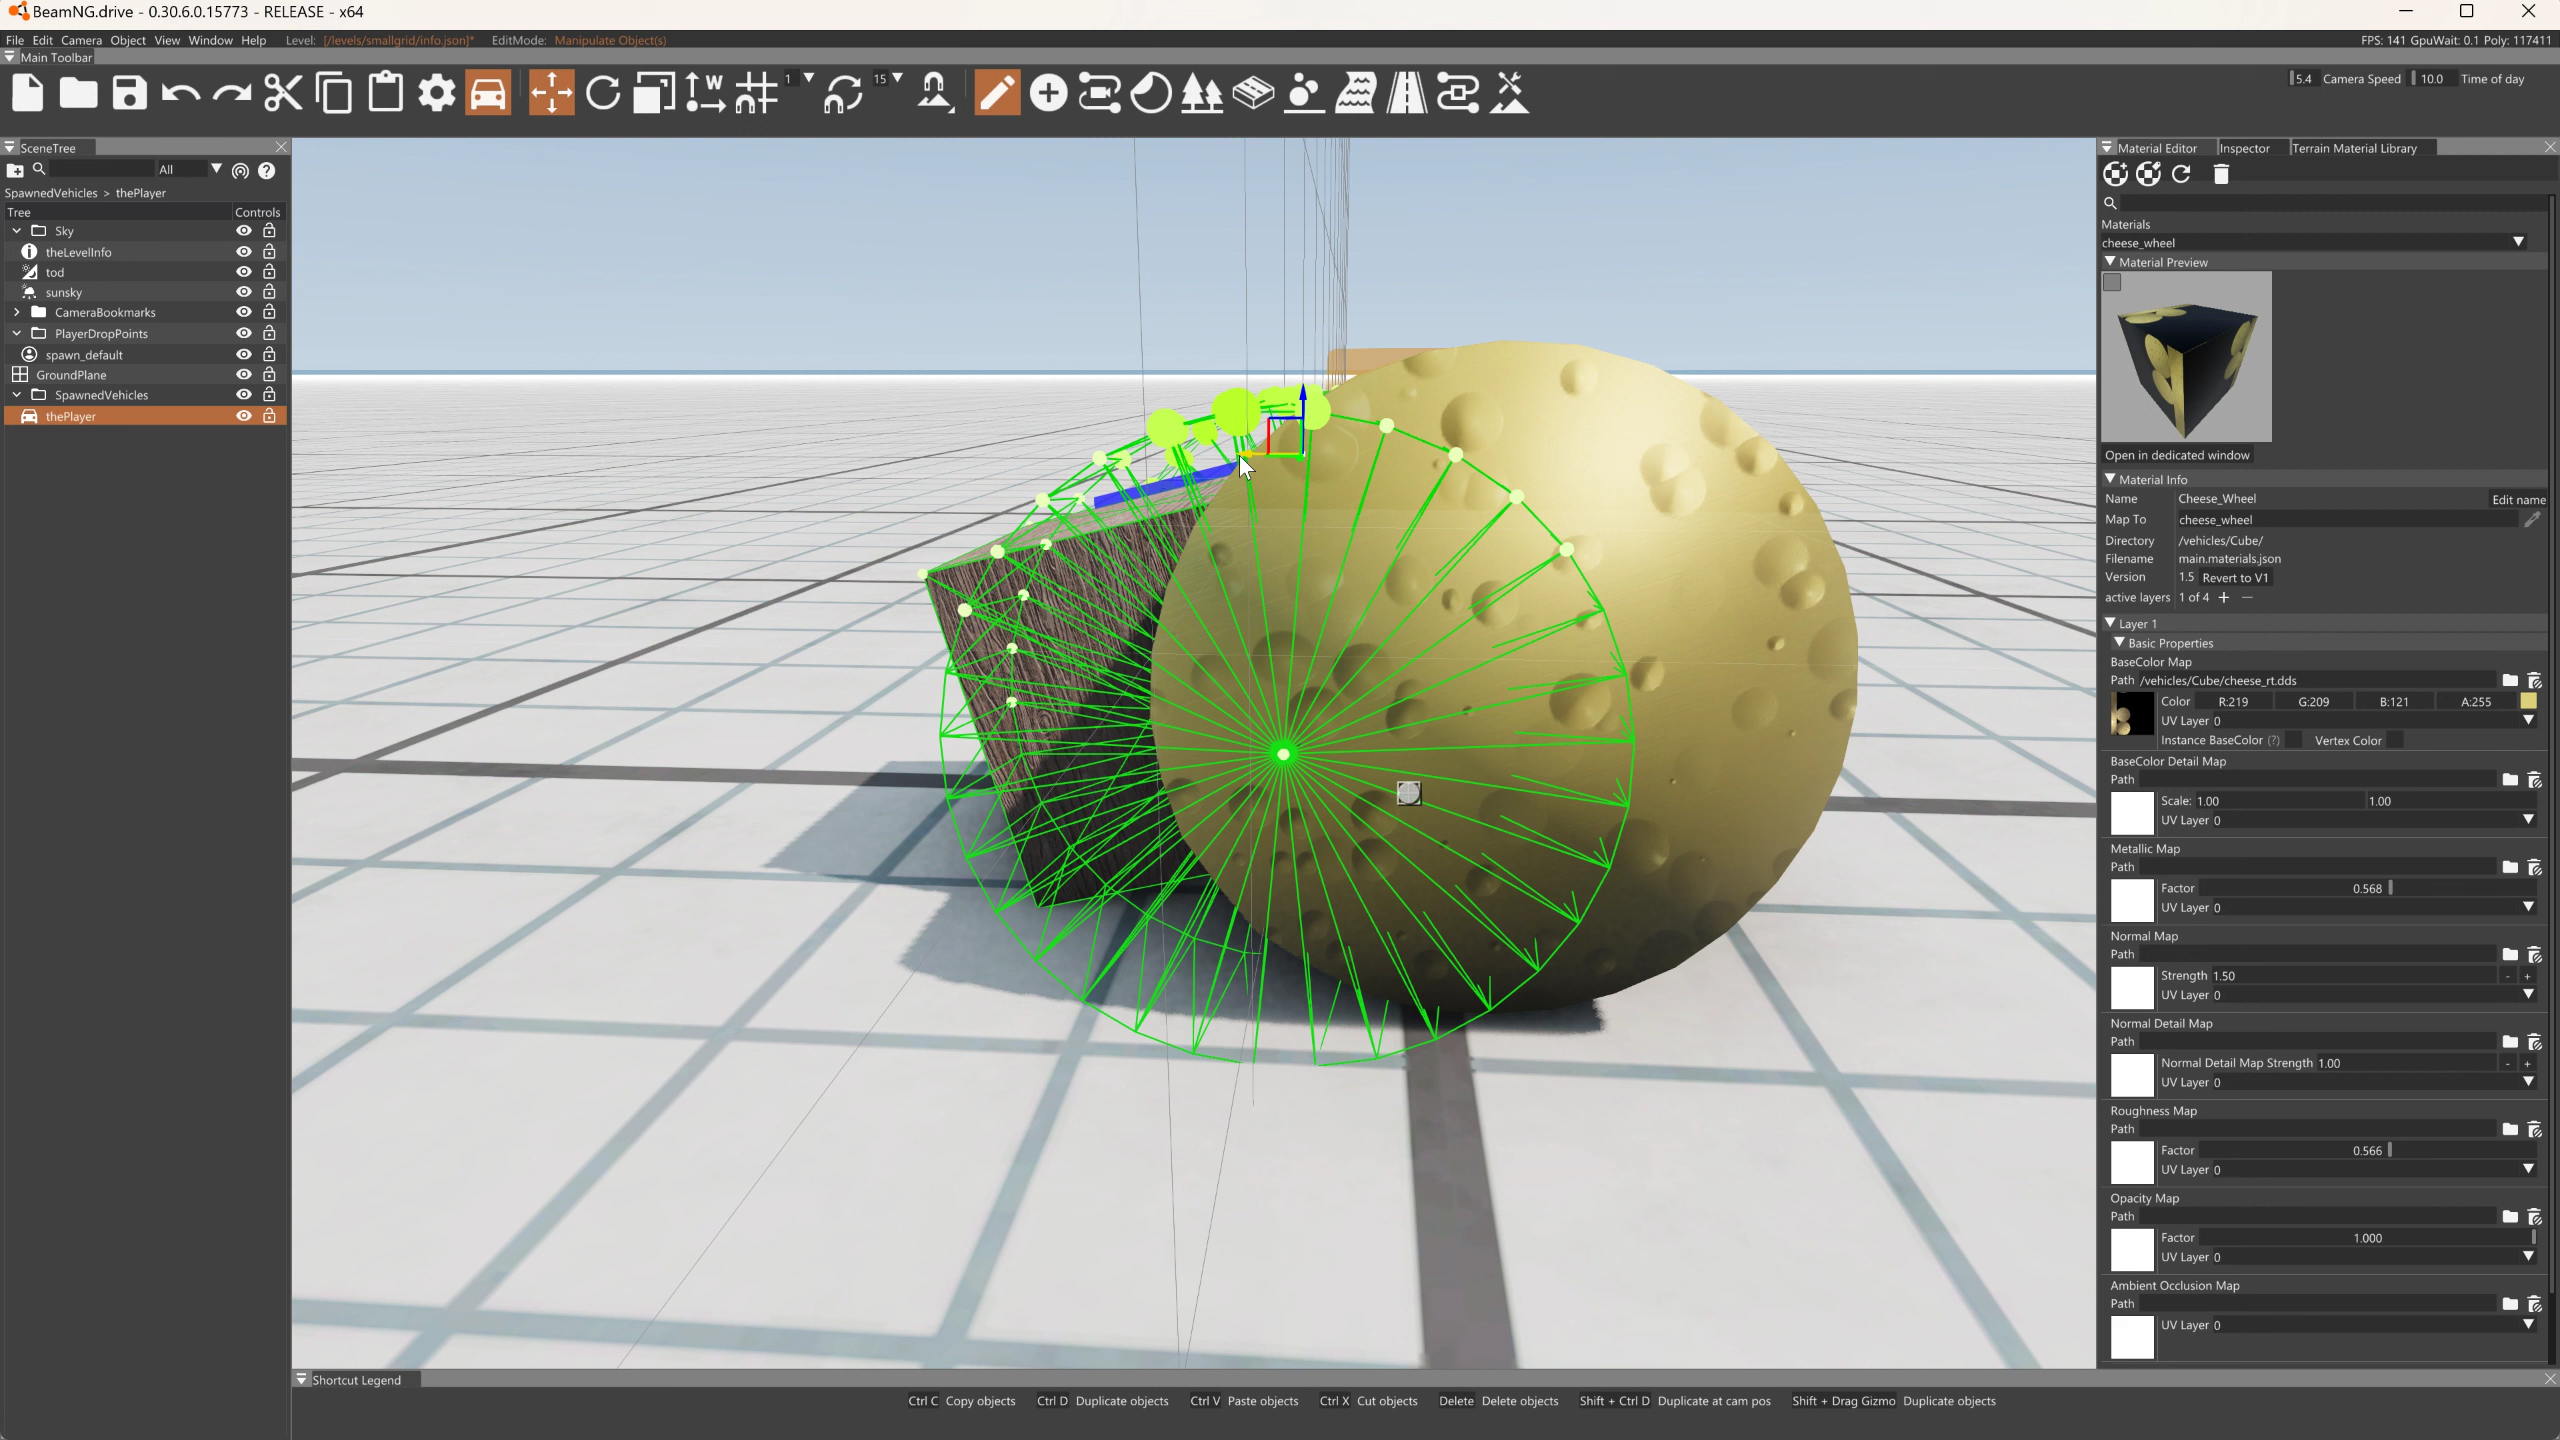 BeamNG.drive - 0.30.6.0.15773 - RELEASE - x64
File Edit Camera Object View Window Help Level: [/levels/smallgrid/info.json]* EditMode: Manipulate Object(s) FPS: 141 GpuWait: 0.1 Poly: 117411
Main Toolbar
1 15 W 5.4 Camera Speed 10.0 Time of day
SceneTree
All
SpawnedVehicles > thePlayer
Tree Controls
Sky
theLevelInfo
tod
sunsky
CameraBookmarks
PlayerDropPoints
spawn_default
GroundPlane
SpawnedVehicles
thePlayer
Material Editor Inspector Terrain Material Library
Materials
cheese_wheel
Material Preview
Open in dedicated window
Material Info
Name Cheese_Wheel Edit name
Map To cheese_wheel
Directory /vehicles/Cube/
Filename main.materials.json
Version 1.5 Revert to V1
active layers 1 of 4 + −
Layer 1
Basic Properties
BaseColor Map
Path /vehicles/Cube/cheese_rt.dds
Color R:219 G:209 B:121 A:255
UV Layer 0
Instance BaseColor (?) Vertex Color
BaseColor Detail Map
Path
Scale: 1.00 1.00
UV Layer 0
Metallic Map
Path
Factor 0.568
UV Layer 0
Normal Map
Path
Strength 1.50 - +
UV Layer 0
Normal Detail Map
Path
Normal Detail Map Strength 1.00 - +
UV Layer 0
Roughness Map
Path
Factor 0.566
UV Layer 0
Opacity Map
Path
Factor 1.000
UV Layer 0
Ambient Occlusion Map
Path
UV Layer 0
Shortcut Legend
Ctrl C Copy objects Ctrl D Duplicate objects Ctrl V Paste objects Ctrl X Cut objects Delete Delete objects Shift + Ctrl D Duplicate at cam pos Shift + Drag Gizmo Duplicate objects